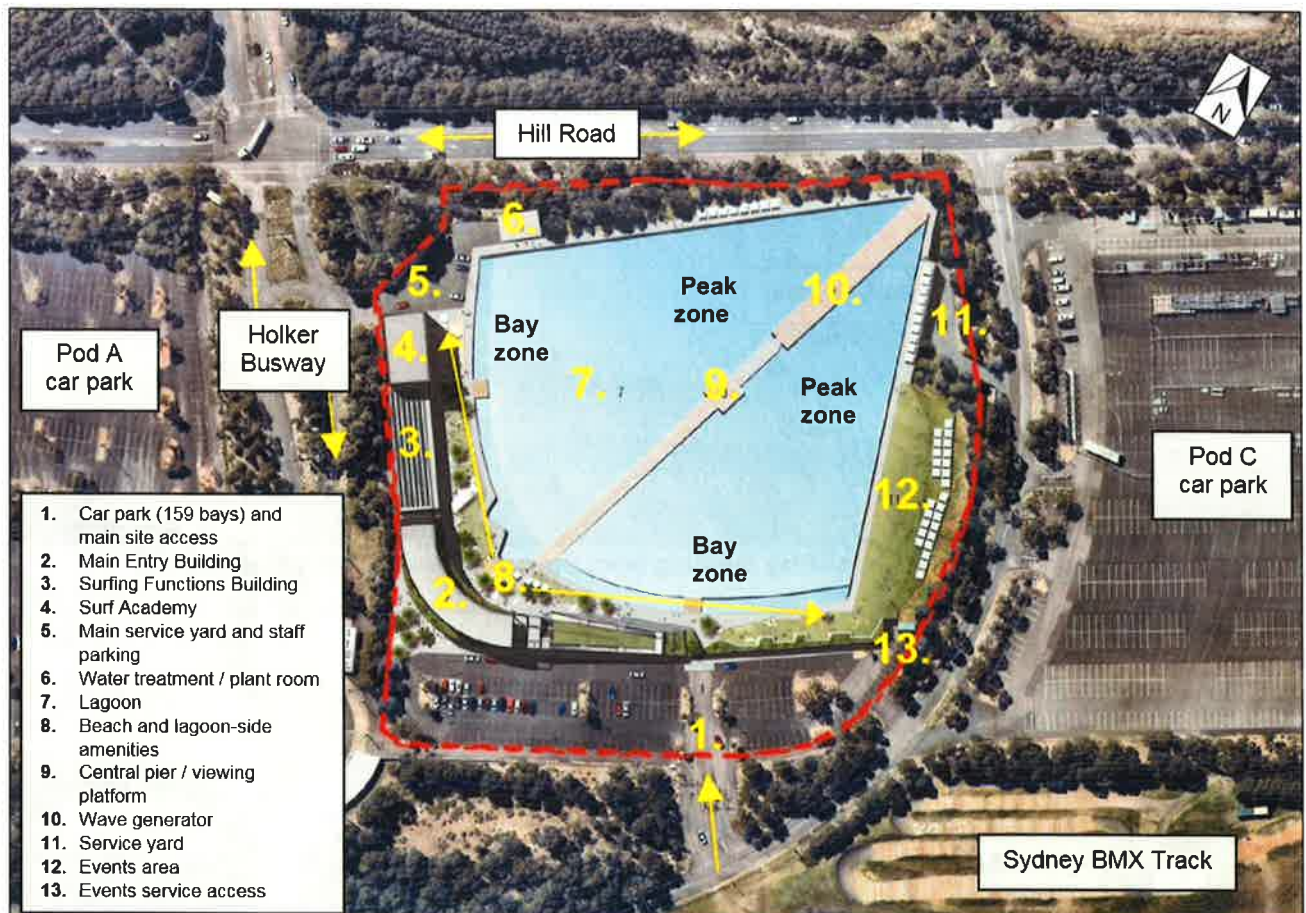 N
Hill Road
6.
5.
Peak
zone
10.
Bay
zone
11.
Pod A
car park
Holker
Busway
4.
7.
9.
Peak
zone
3.
12.
Pod C
car park
Bay
zone
8.
2.
13.
1.
1. Car park (159 bays) and
main site access
2. Main Entry Building
3. Surfing Functions Building
4. Surf Academy
5. Main service yard and staff
parking
6. Water treatment / plant room
7. Lagoon
8. Beach and lagoon-side
amenities
9. Central pier / viewing
platform
10. Wave generator
11. Service yard
12. Events area
13. Events service access
Sydney BMX Track